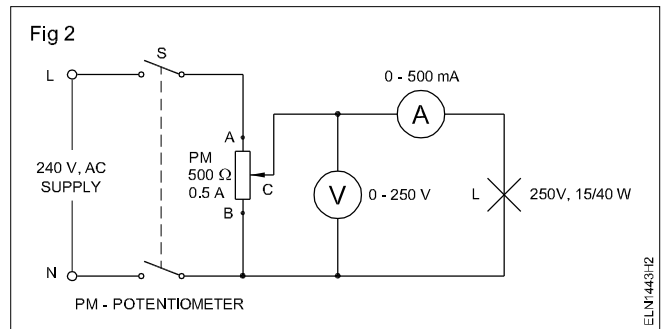 Fig 2
S
L
0 - 500 mA
A
A
PM
500 Ω
0.5 A
C
B
240 V, AC
SUPPLY
V
0 - 250 V
L
250V, 15/40 W
N
PM - POTENTIOMETER
ELN1443H2